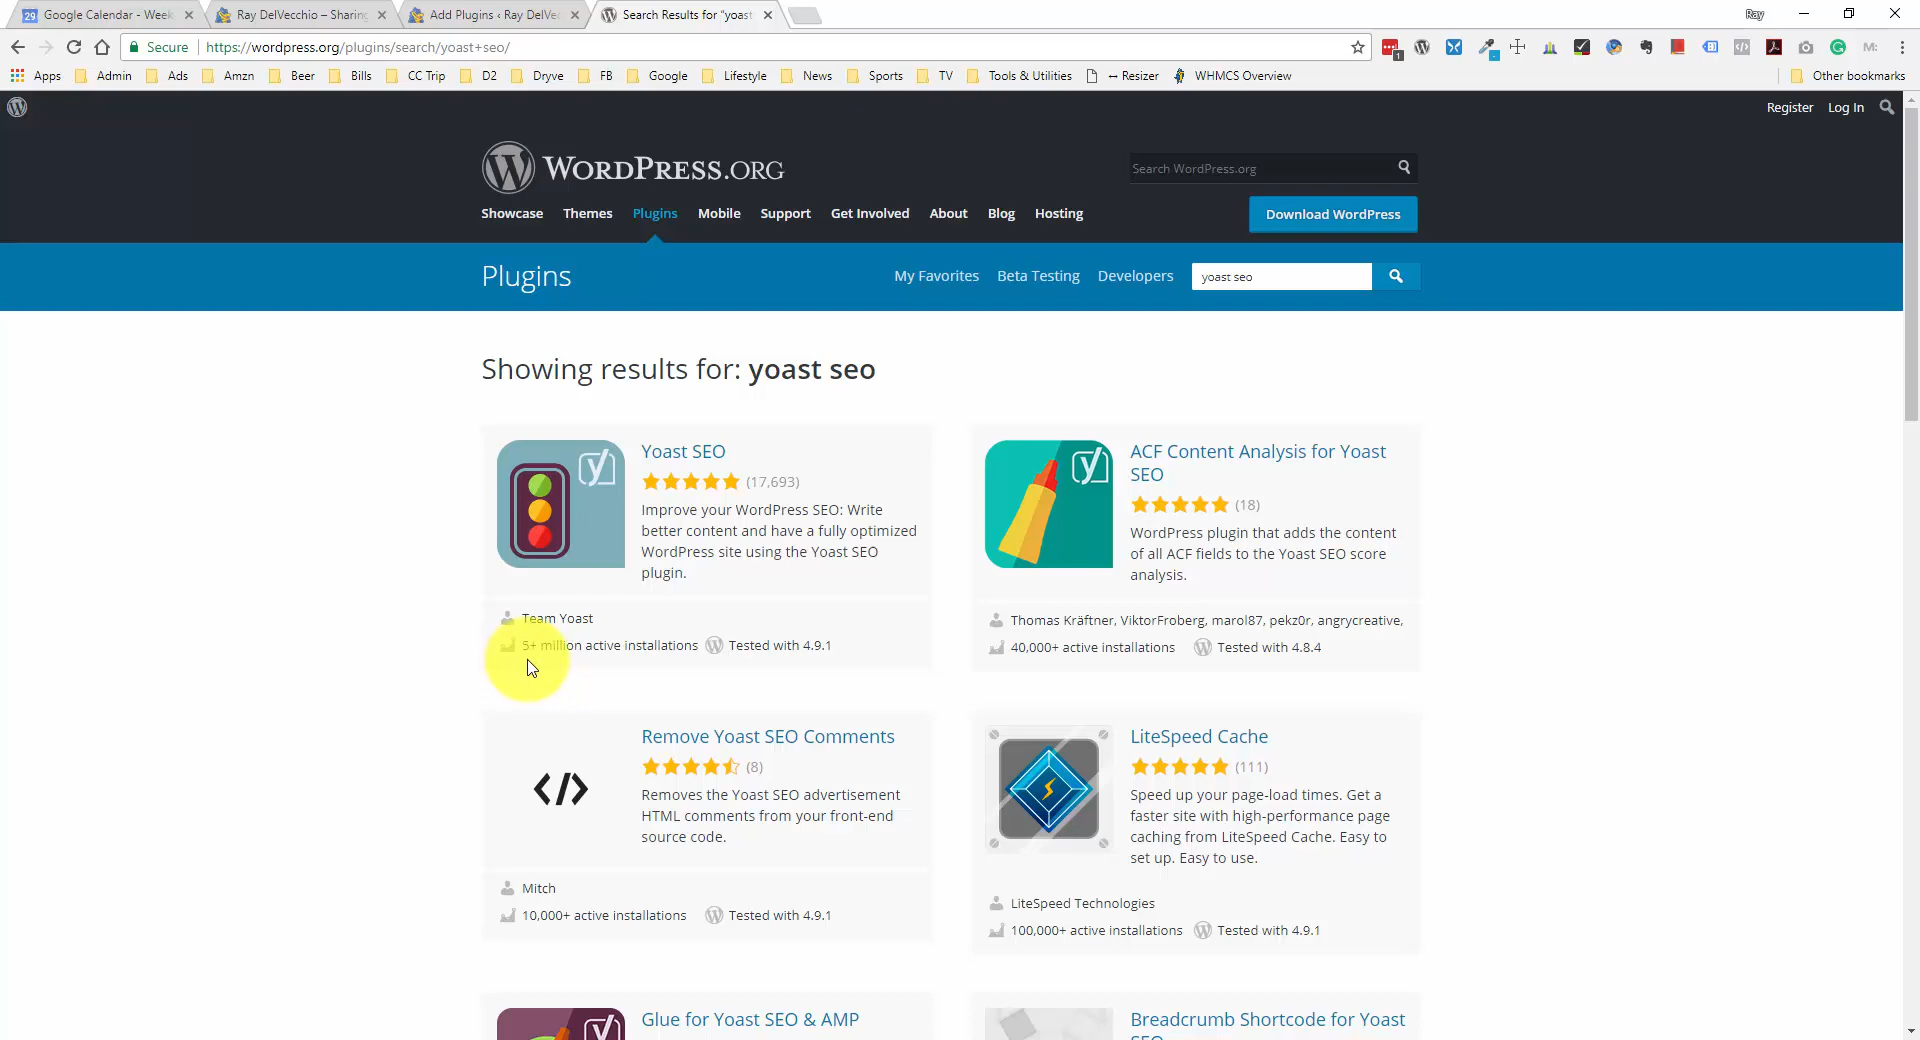 29 Google Calendar - Week
Ray DelVecchio – Sharing
Add Plugins ‹ Ray DelVec
Search Results for “yoast
Ray
Secure
https://wordpress.org/plugins/search/yoast+seo/
1
M:
Apps Admin Ads Amzn Beer Bills CC Trip D2 Dryve FB Google Lifestyle News Sports TV Tools & Utilities ↔ Resizer WHMCS Overview Other bookmarks
Register Log In
WORDPRESS.ORG
Search WordPress.org
Showcase Themes Plugins Mobile Support Get Involved About Blog Hosting
Download WordPress
Plugins
My Favorites Beta Testing Developers
yoast seo
Showing results for: yoast seo
Yoast SEO
(17,693)
Improve your WordPress SEO: Write
better content and have a fully optimized
WordPress site using the Yoast SEO
plugin.
Team Yoast
5+ million active installations Tested with 4.9.1
ACF Content Analysis for Yoast
SEO
(18)
WordPress plugin that adds the content
of all ACF fields to the Yoast SEO score
analysis.
Thomas Kräftner, ViktorFroberg, marol87, pekz0r, angrycreative,
40,000+ active installations Tested with 4.8.4
Remove Yoast SEO Comments
(8)
Removes the Yoast SEO advertisement
HTML comments from your front-end
source code.
Mitch
10,000+ active installations Tested with 4.9.1
LiteSpeed Cache
(111)
Speed up your page-load times. Get a
faster site with high-performance page
caching from LiteSpeed Cache. Easy to
set up. Easy to use.
LiteSpeed Technologies
100,000+ active installations Tested with 4.9.1
Glue for Yoast SEO & AMP
Breadcrumb Shortcode for Yoast
SEO